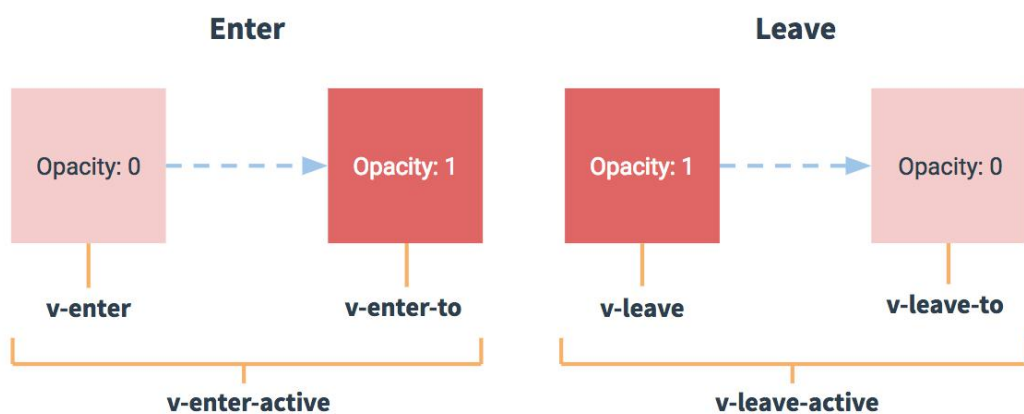 Enter
Leave
Opacity: 0
Opacity: 1
Opacity: 1
Opacity: 0
v-enter
v-enter-to
v-leave
v-leave-to
v-enter-active
v-leave-active